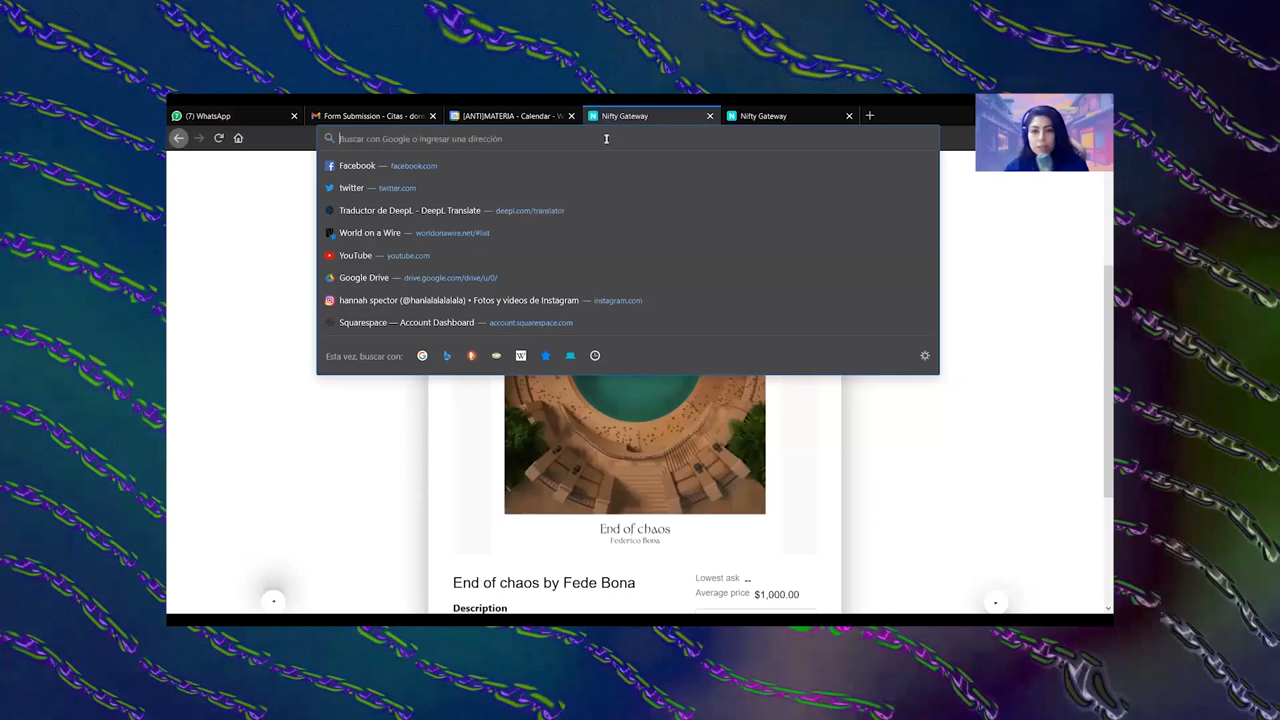 (7) WhatsApp
Form Submission - Citas - don
[ANTI]MATERIA - Calendar - W
Nifty Gateway
Nifty Gateway
Buscar con Google o ingresar una dirección
Facebook — facebook.com
twitter — twitter.com
Traductor de DeepL - DeepL Translate — deepl.com/translator
World on a Wire — worldonawire.net/#list
YouTube — youtube.com
Google Drive — drive.google.com/drive/u/0/
hannah spector (@hanlalalalalala) • Fotos y videos de Instagram — instagram.com
Squarespace — Account Dashboard — account.squarespace.com
Esta vez, buscar con:
End of chaos
Federico Bona
End of chaos by Fede Bona
Lowest ask --
Average price $1,000.00
Description